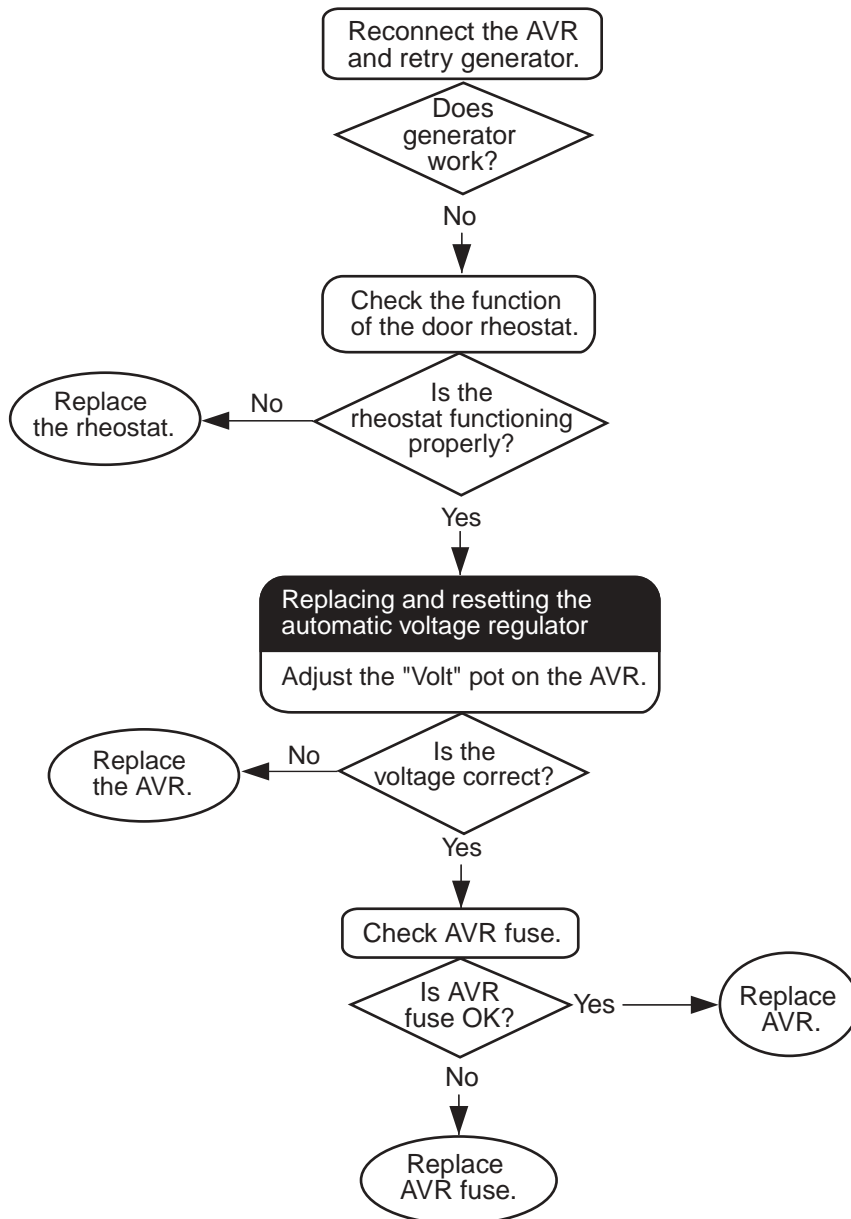 Reconnect the AVR
and retry generator.
Does
generator
work?
No
Check the function
of the door rheostat.
Is the
rheostat functioning
properly?
No
Replace
the rheostat.
Yes
Replacing and resetting the
automatic voltage regulator
Adjust the "Volt" pot on the AVR.
Is the
voltage correct?
No
Replace
the AVR.
Yes
Check AVR fuse.
Is AVR
fuse OK?
Yes
Replace
AVR.
No
Replace
AVR fuse.